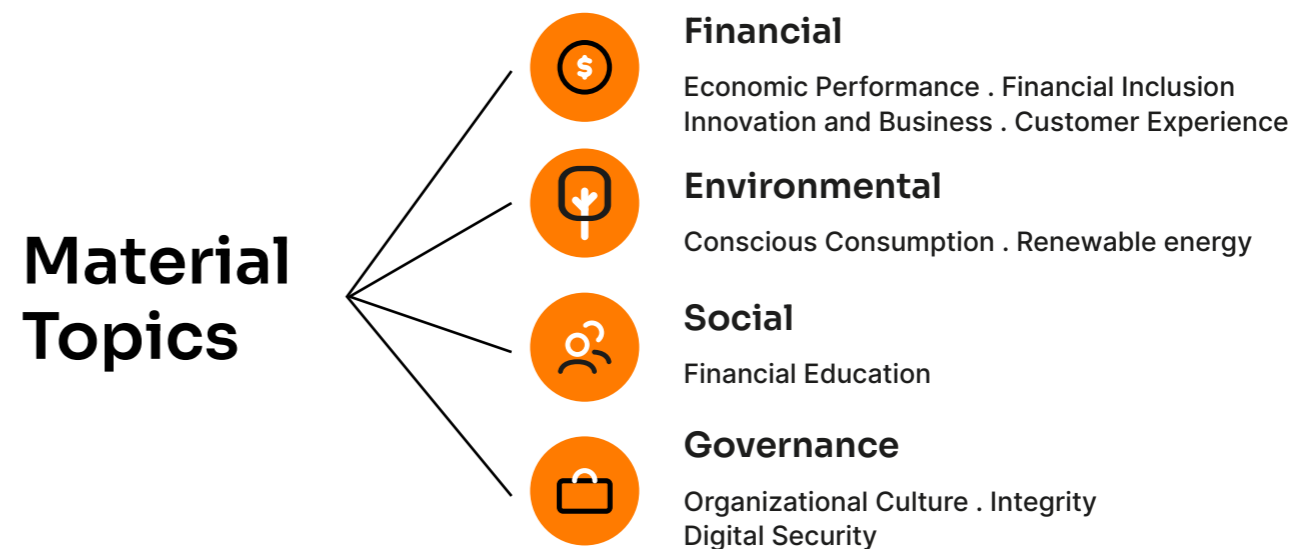 Material
Topics
Financial
Economic Performance . Financial Inclusion
Innovation and Business . Customer Experience
Environmental
Conscious Consumption . Renewable energy
Social
Financial Education
Governance
Organizational Culture . Integrity
Digital Security
$